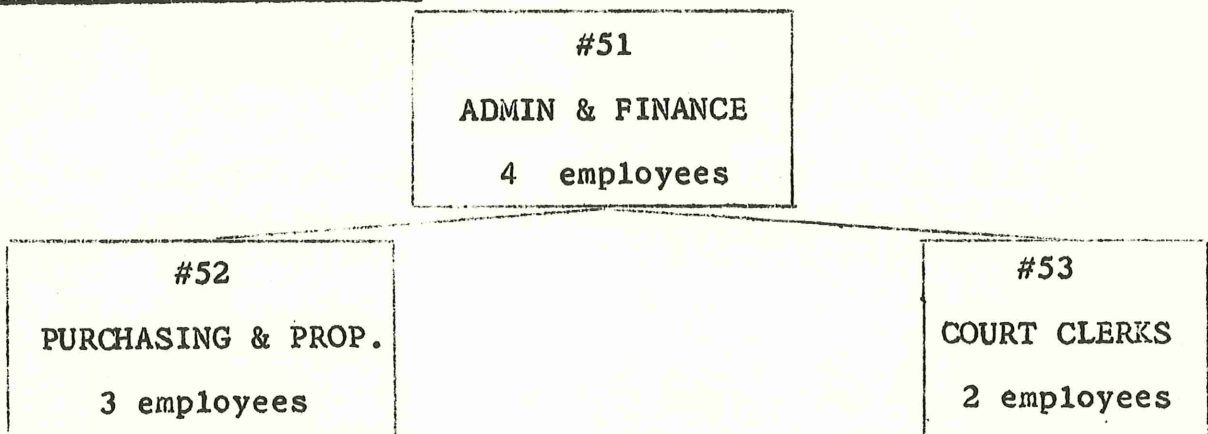 #51
ADMIN & FINANCE
4 employees
#52
PURCHASING & PROP.
3 employees
#53
COURT CLERKS
2 employees